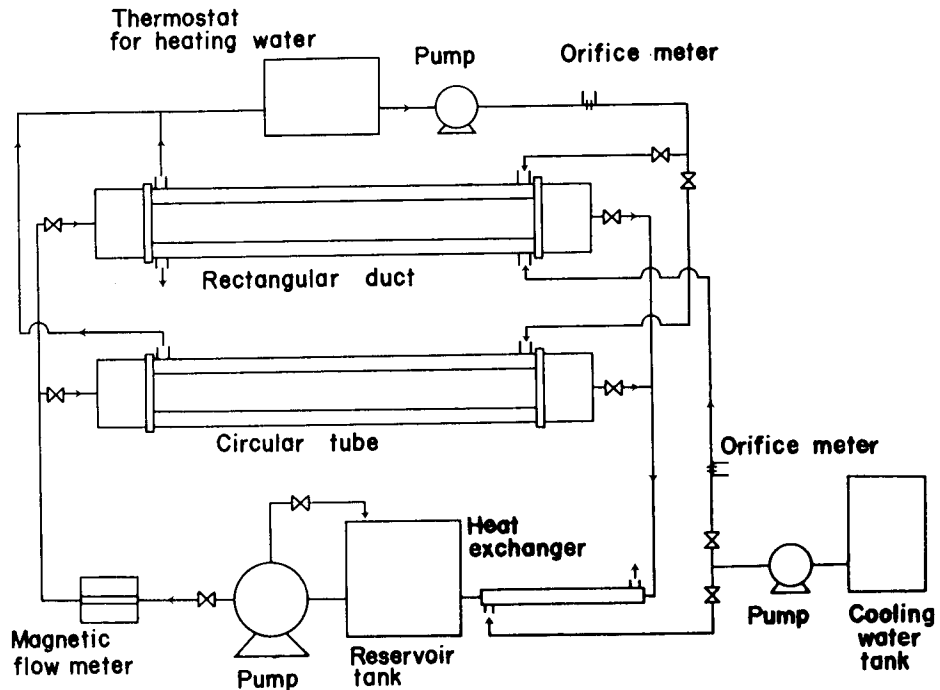 Thermostat
for heating water
Pump
Orifice meter
Rectangular duct
Circular tube
Orifice meter
Heat
exchanger
Magnetic
flow meter
Pump
Reservoir
tank
Pump
Cooling
water
tank